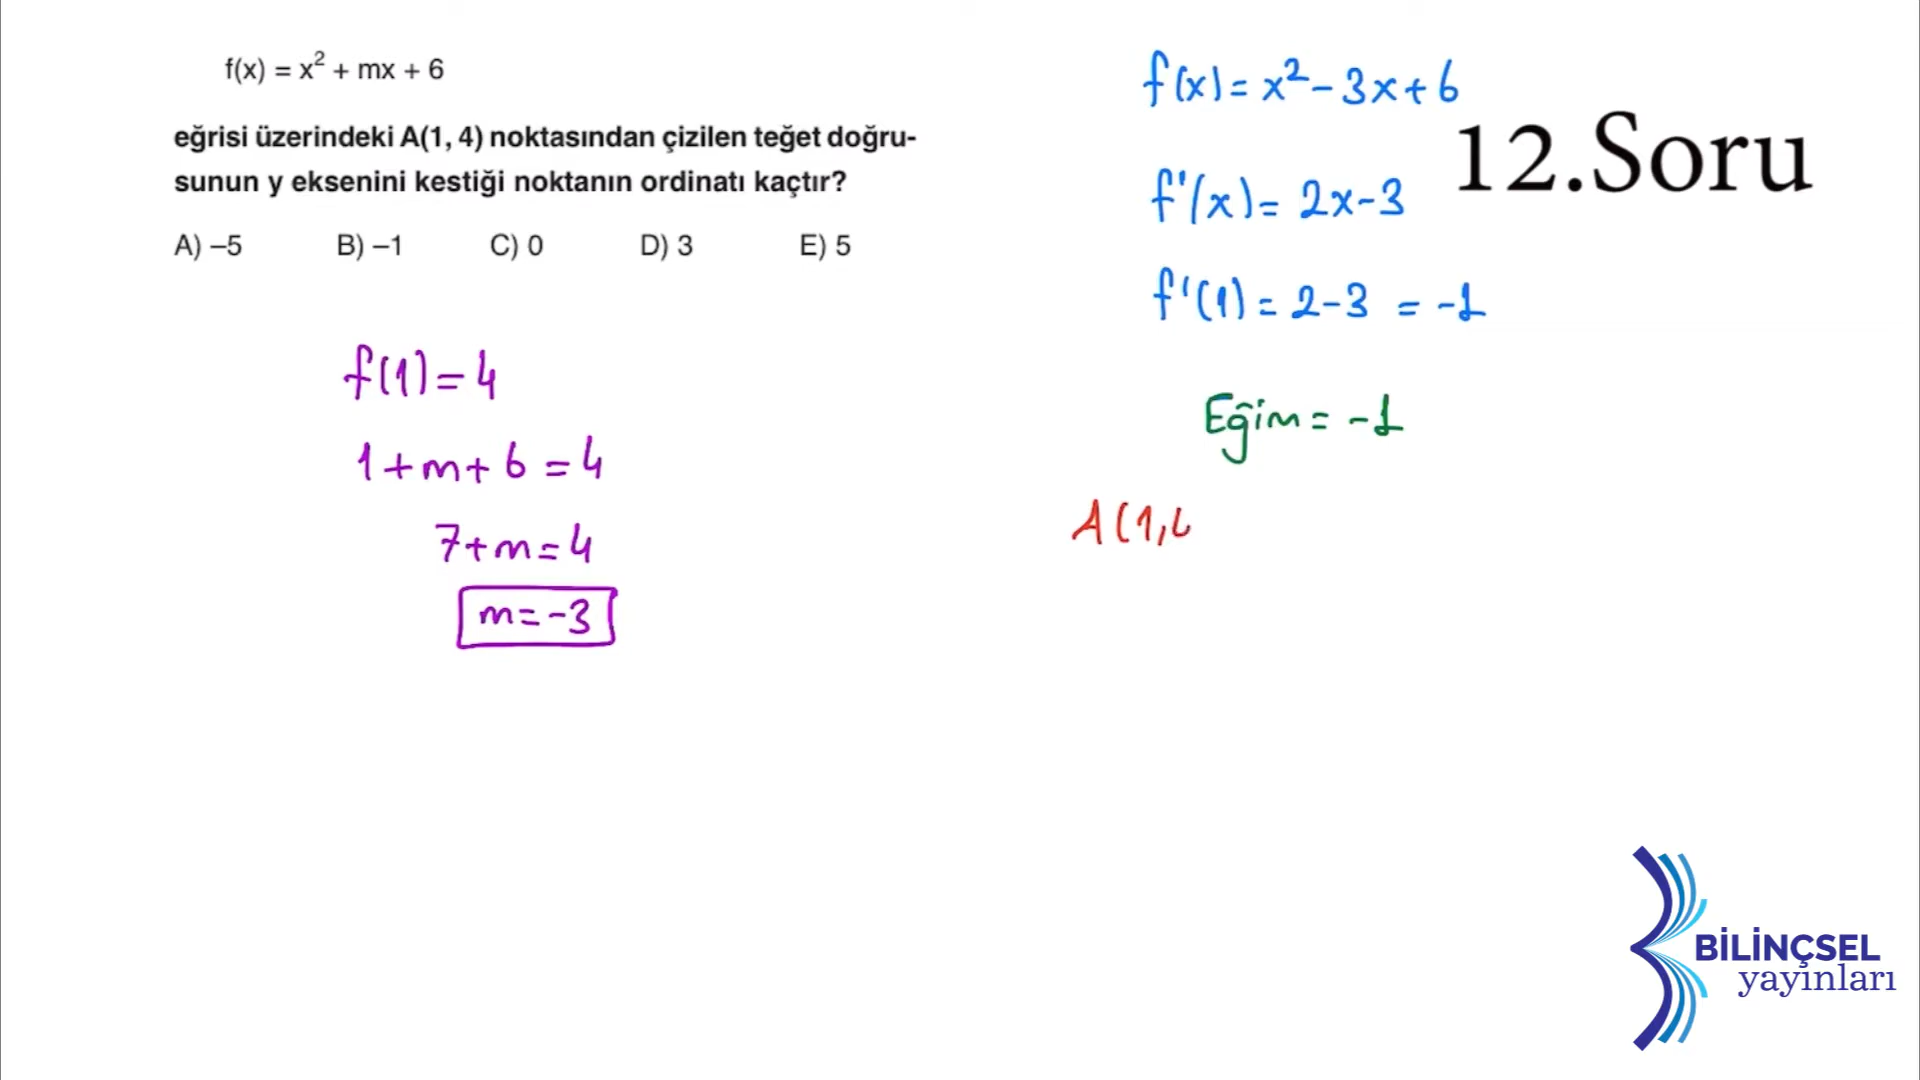 f(x) = x² + mx + 6
eğrisi üzerindeki A(1, 4) noktasından çizilen teğet doğru-
sunun y eksenini kestiği noktanın ordinatı kaçtır?
A) –5 B) –1 C) 0 D) 3 E) 5
f(1) = 4
1 + m + 6 = 4
7 + m = 4
m = -3
f(x) = x² - 3x + 6
12.Soru
f'(x) = 2x - 3
f'(1) = 2 - 3 = -1
Eğim = -1
A(1,
BİLİNÇSEL
yayınları